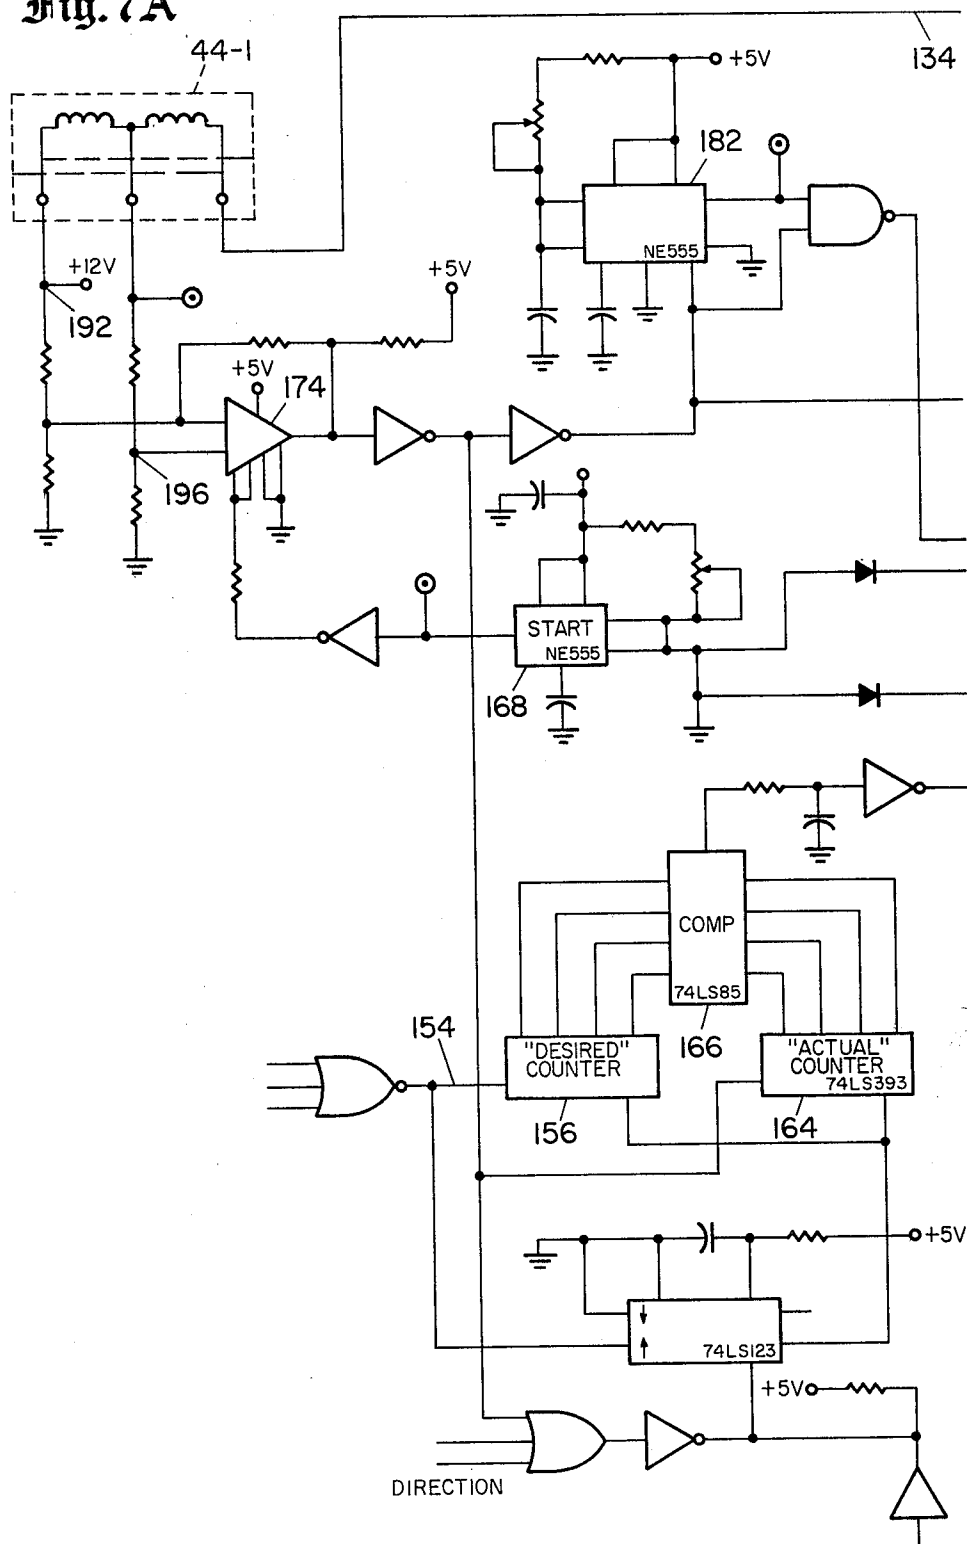 Fig. 7A
44-1
134
+5V
182
+12V
+5V
NE555
192
+5V
174
196
START
NE555
168
COMP
74LS85
154
166
"DESIRED"
COUNTER
"ACTUAL"
COUNTER
74LS393
156
164
+5V
74LS123
+5V
DIRECTION